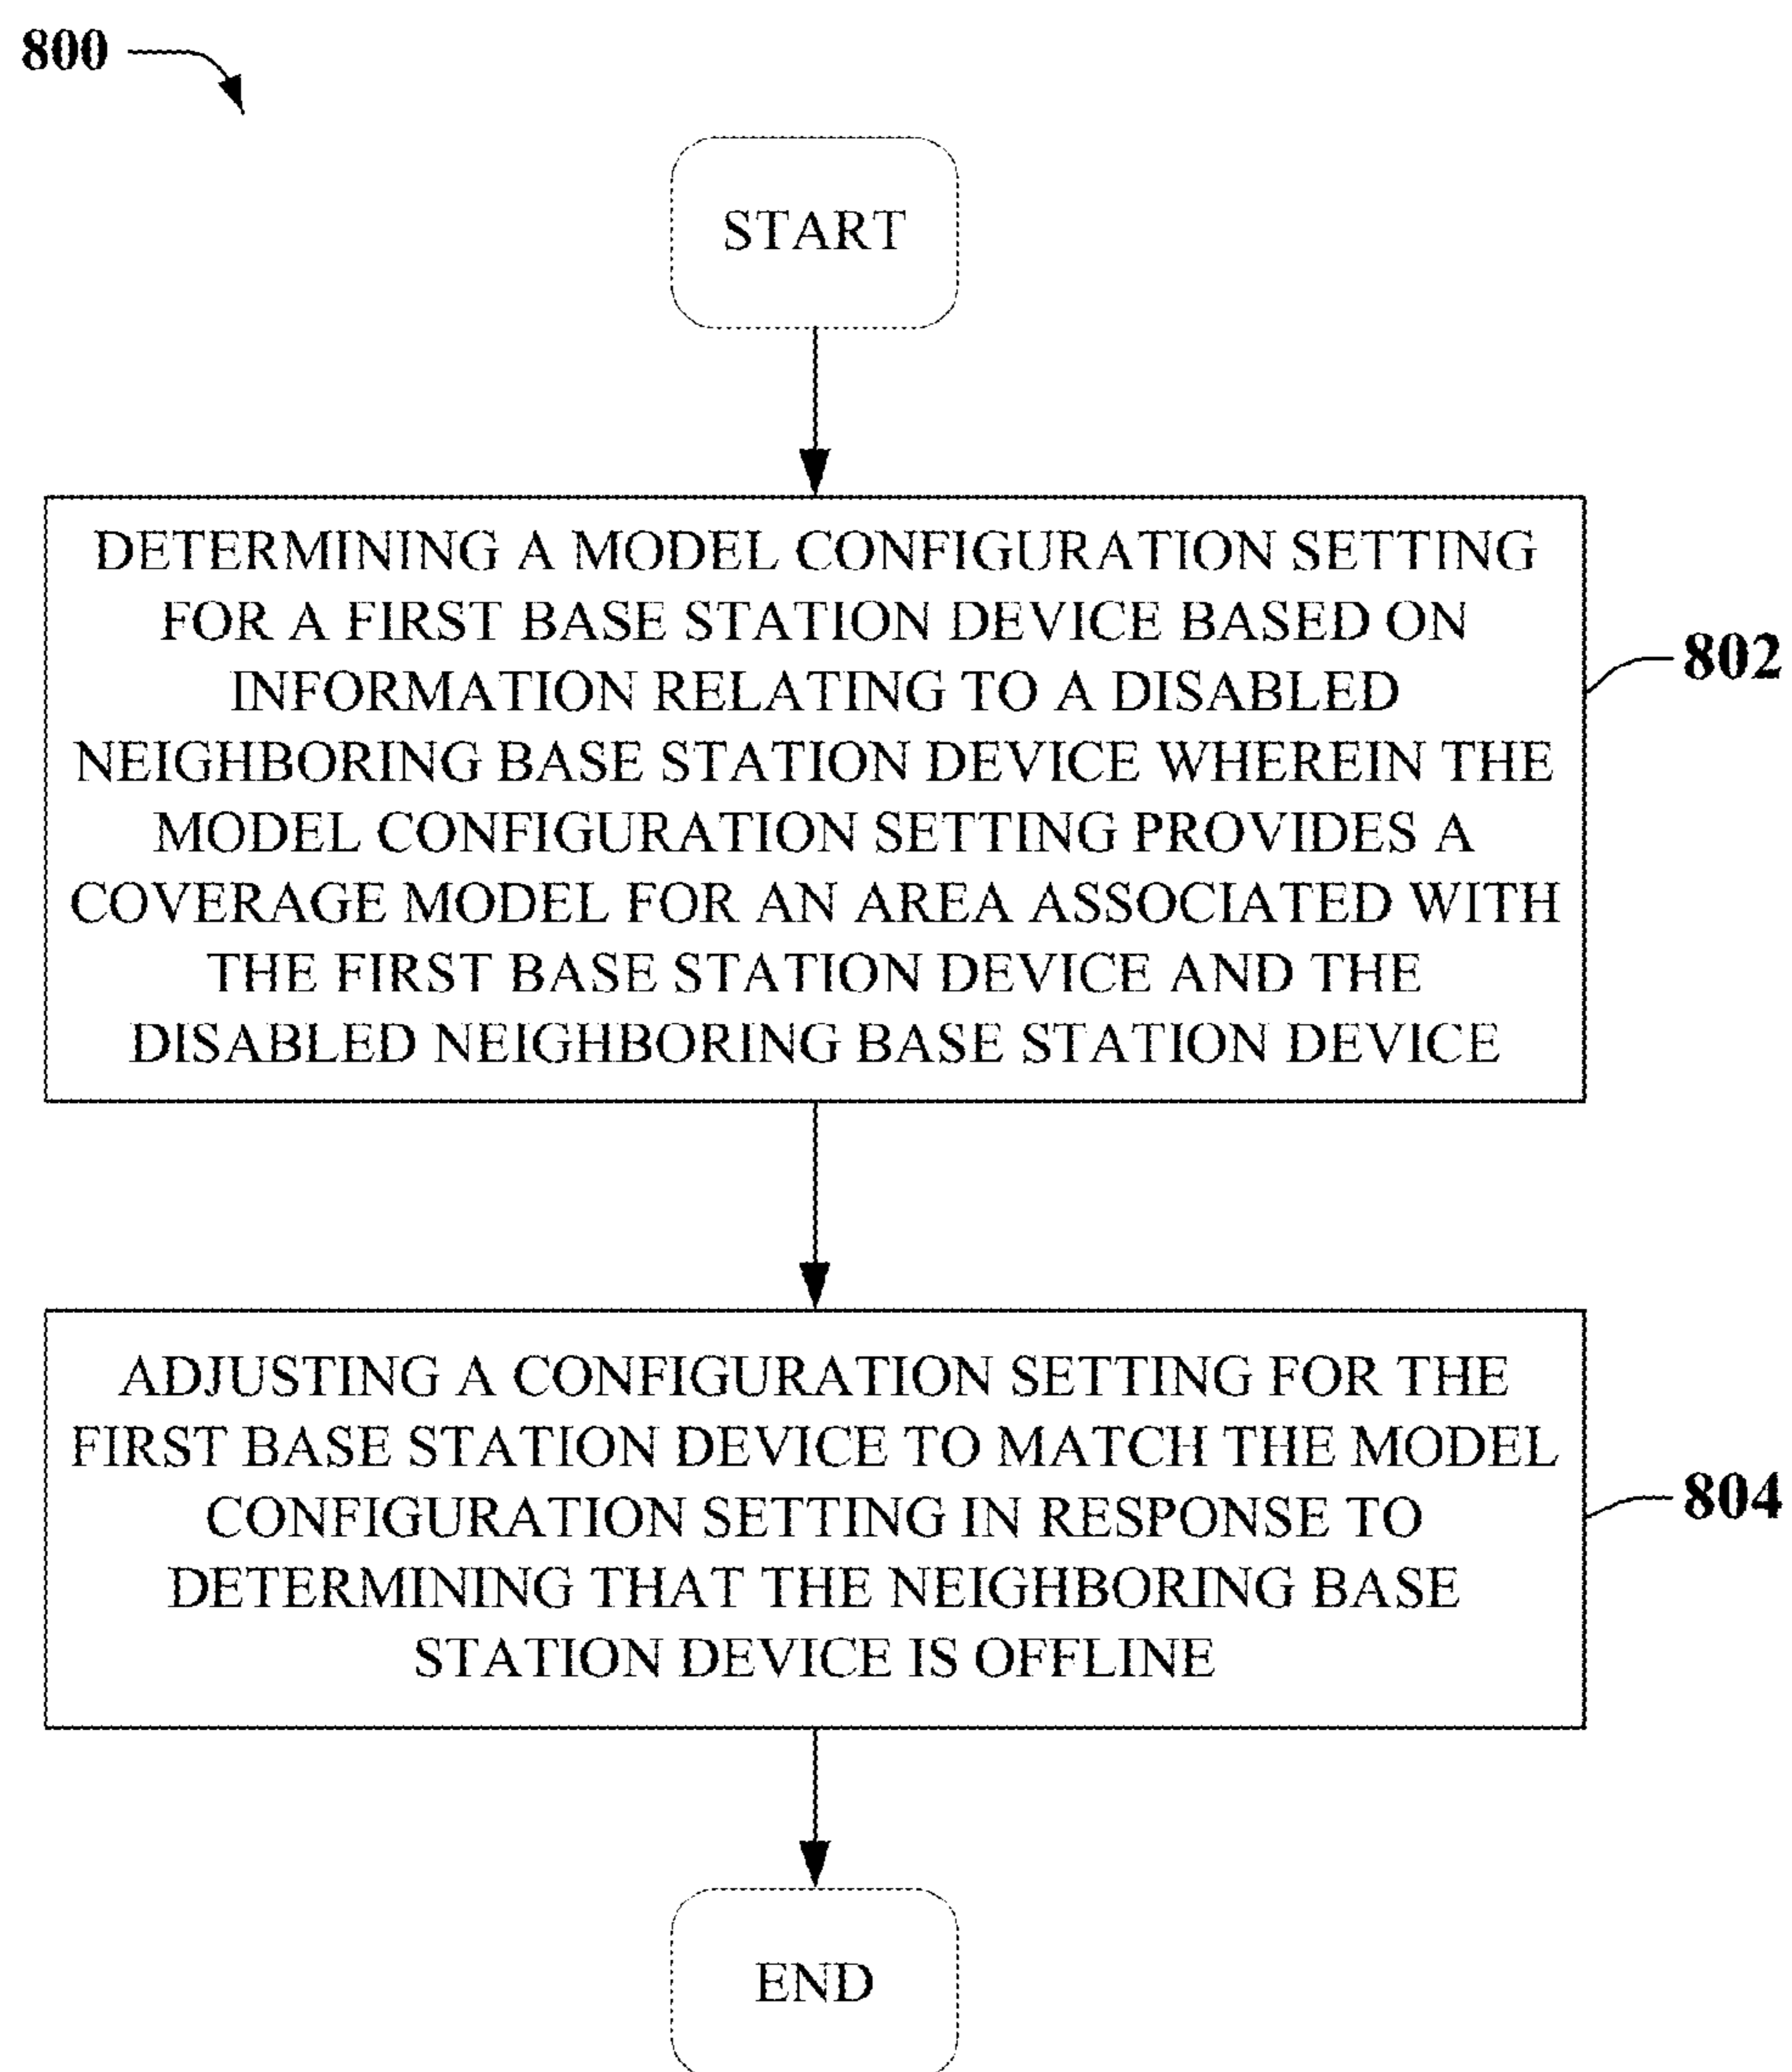 800
START
DETERMINING A MODEL CONFIGURATION SETTING
FOR A FIRST BASE STATION DEVICE BASED ON
INFORMATION RELATING TO A DISABLED
NEIGHBORING BASE STATION DEVICE WHEREIN THE
MODEL CONFIGURATION SETTING PROVIDES A
COVERAGE MODEL FOR AN AREA ASSOCIATED WITH
THE FIRST BASE STATION DEVICE AND THE
DISABLED NEIGHBORING BASE STATION DEVICE
802
ADJUSTING A CONFIGURATION SETTING FOR THE
FIRST BASE STATION DEVICE TO MATCH THE MODEL
CONFIGURATION SETTING IN RESPONSE TO
DETERMINING THAT THE NEIGHBORING BASE
STATION DEVICE IS OFFLINE
804
END